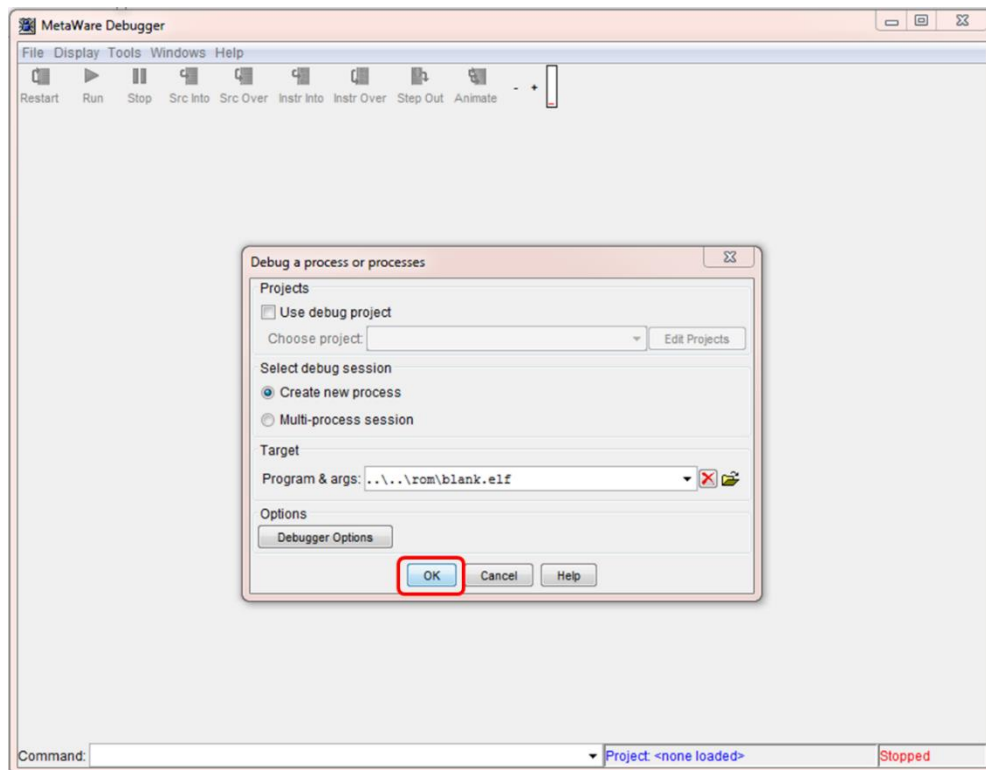 MetaWare Debugger
File Display Tools Windows Help
Restart Run Stop Src Into Src Over Instr Into Instr Over Step Out Animate - +
Debug a process or processes
Projects
Use debug project
Choose project: Edit Projects
Select debug session
Create new process
Multi-process session
Target
Program & args: ..\..\rom\blank.elf
Options
Debugger Options
OK Cancel Help
Command: Project: <none loaded> Stopped